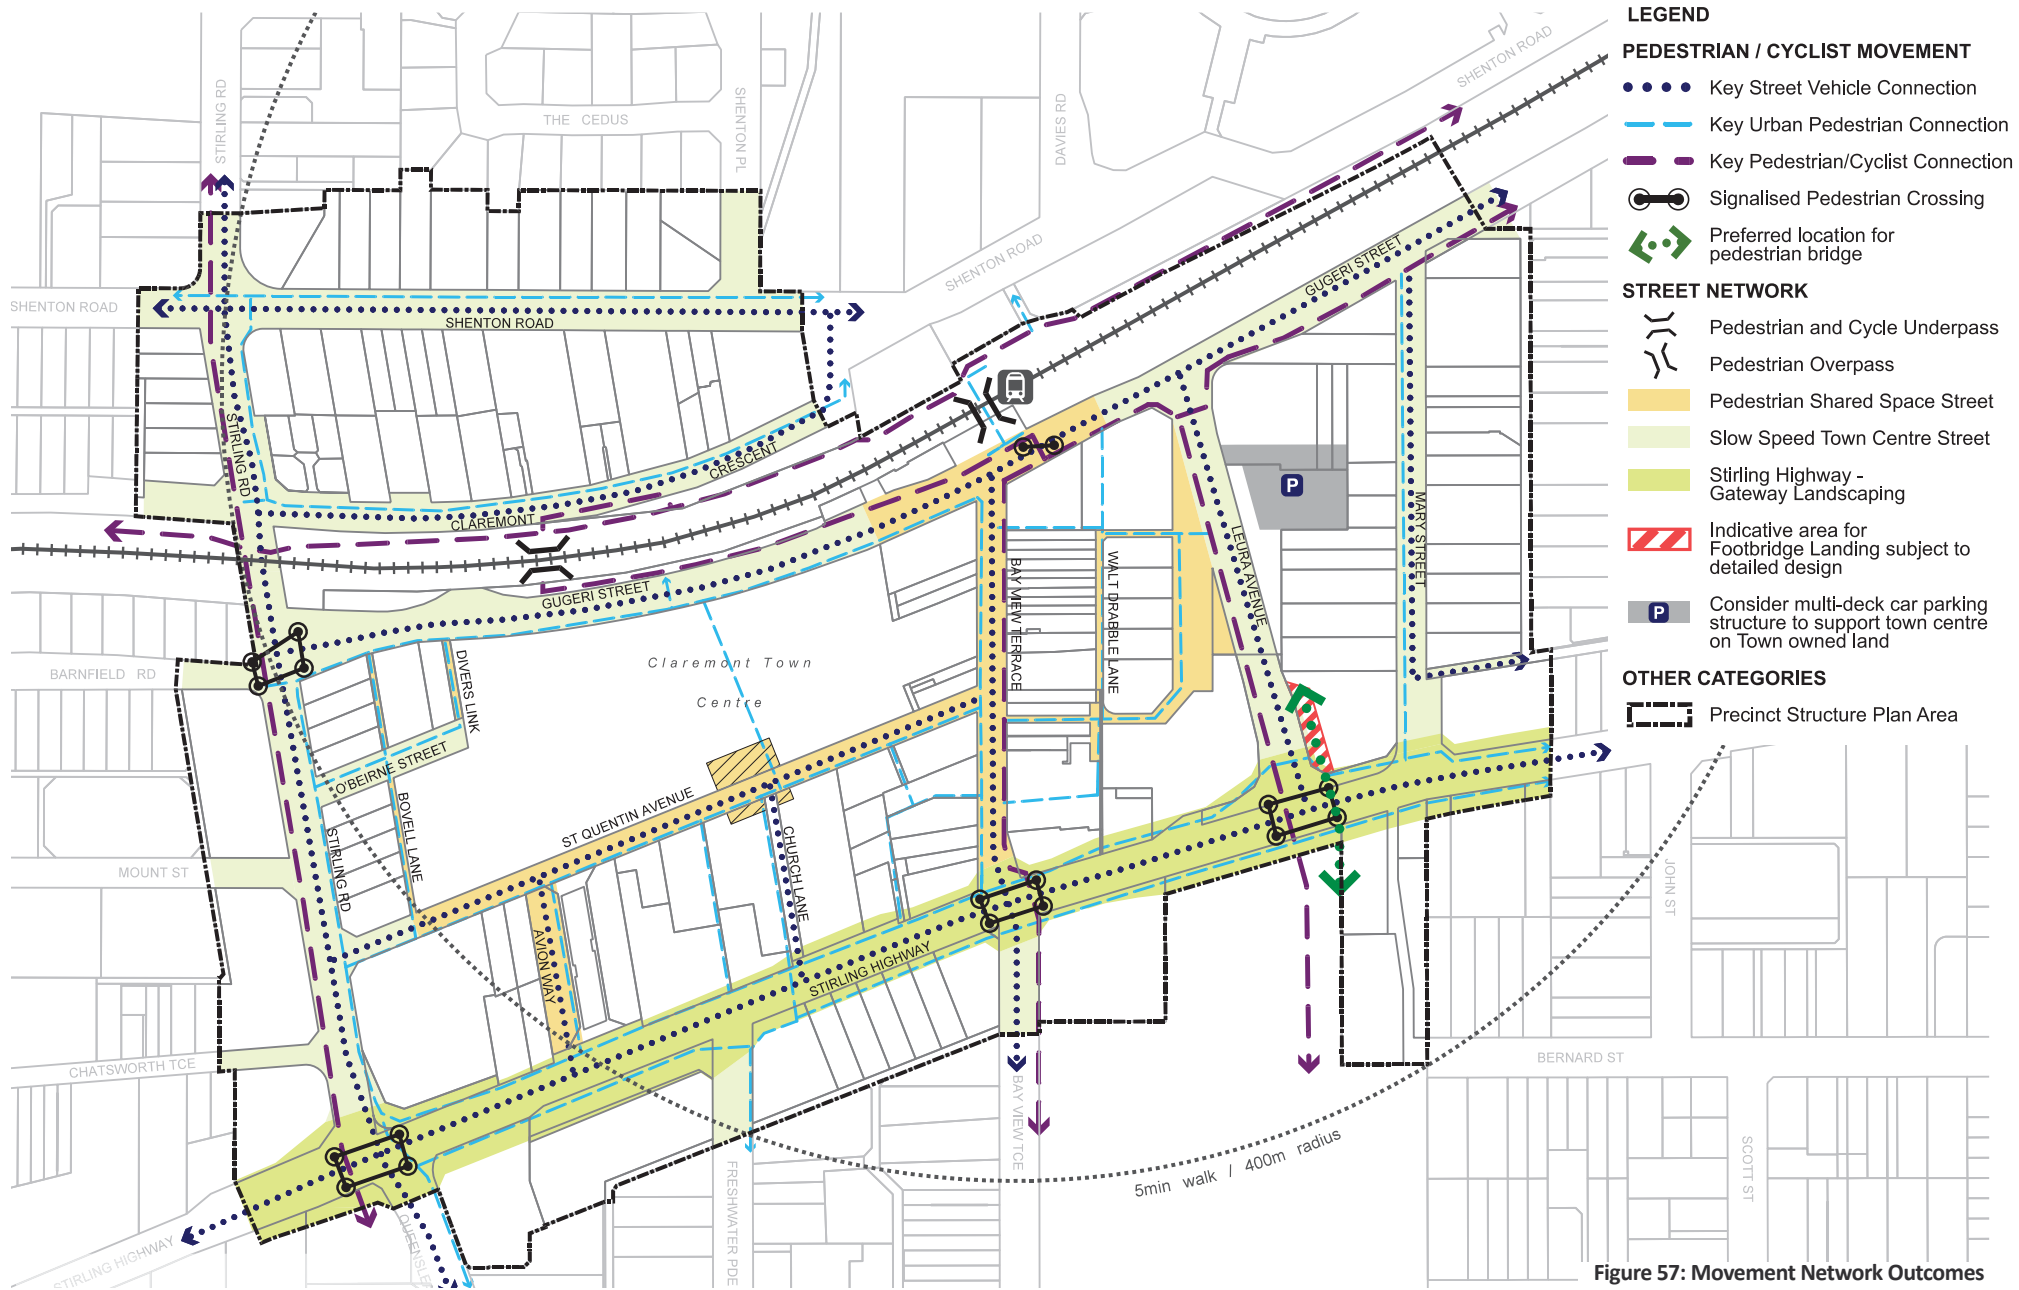 LEGEND
PEDESTRIAN / CYCLIST MOVEMENT
Key Street Vehicle Connection
Key Urban Pedestrian Connection
Key Pedestrian/Cyclist Connection
Signalised Pedestrian Crossing
Preferred location for
pedestrian bridge
STREET NETWORK
Pedestrian and Cycle Underpass
Pedestrian Overpass
Pedestrian Shared Space Street
Slow Speed Town Centre Street
Stirling Highway -
Gateway Landscaping
Indicative area for
Footbridge Landing subject to
detailed design
P
Consider multi-deck car parking
structure to support town centre
on Town owned land
OTHER CATEGORIES
Precinct Structure Plan Area
SHENTON ROAD
STIRLING RD
THE CEDUS
SHENTON PL
DAVIES RD
SHENTON ROAD
SHENTON ROAD
SHENTON ROAD
GUGERI STREET
STIRLING RD
CRESCENT
CLAREMONT
P
MARY STREET
LEURA AVENUE
BAY VIEW TERRACE
WALT DRABBLE LANE
GUGERI STREET
BARNFIELD RD
DIVERS LINK
Claremont Town
Centre
O'BEIRNE STREET
BOVELL LANE
ST QUENTIN AVENUE
CHURCH LANE
STIRLING RD
MOUNT ST
AVION WAY
STIRLING HIGHWAY
JOHN ST
CHATSWORTH TCE
BERNARD ST
BAY VIEW TCE
5min walk / 400m radius
SCOTT ST
FRESHWATER PDE
QUEENSLE
STIRLING HIGHWAY
Figure 57: Movement Network Outcomes